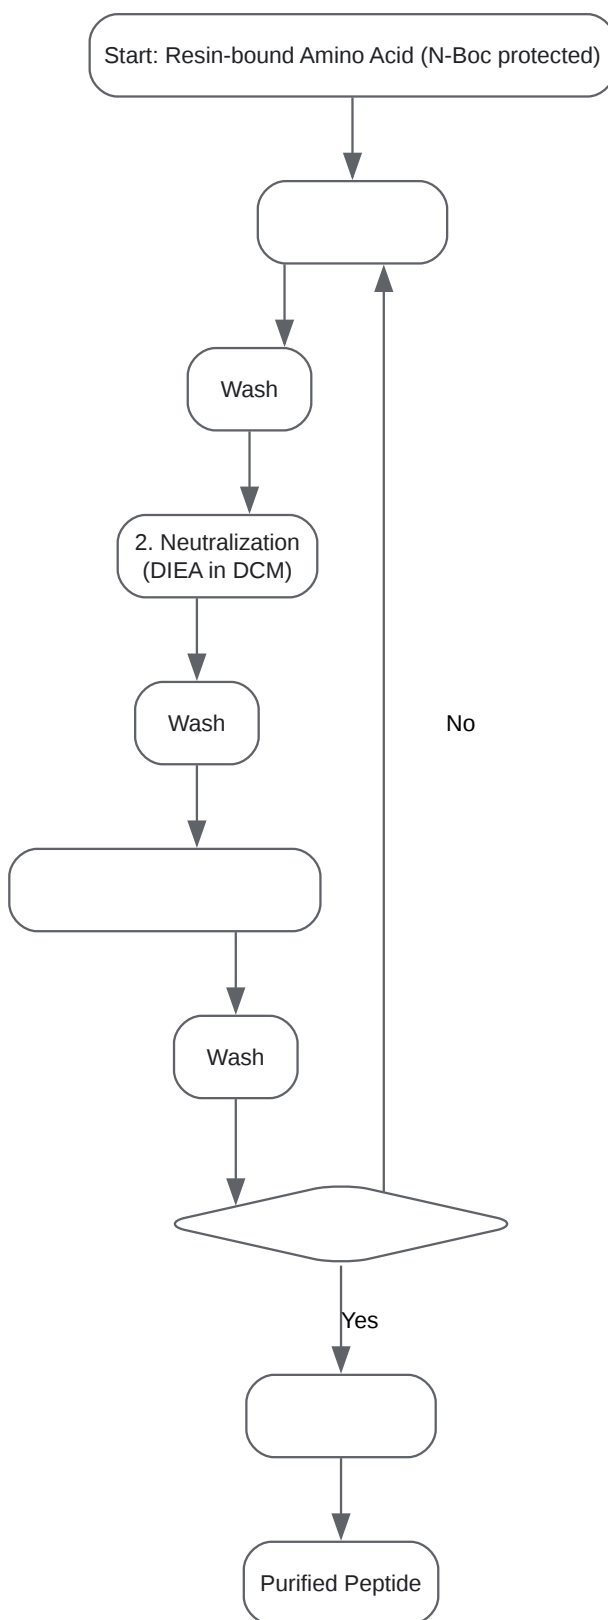 Start: Resin-bound Amino Acid (N-Boc protected)
Wash
2. Neutralization
(DIEA in DCM)
Wash
No
Wash
Yes
Purified Peptide